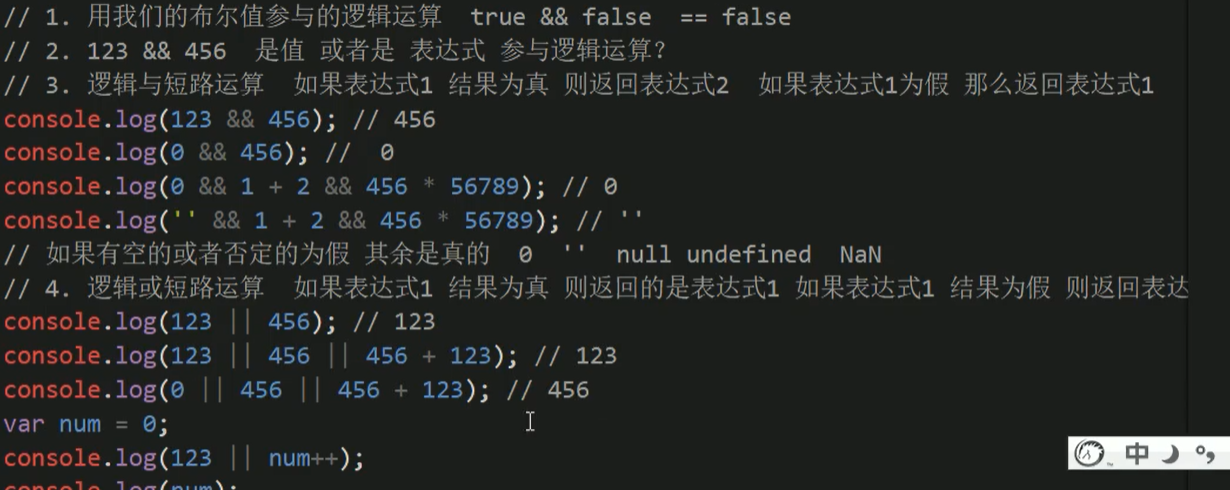 // 1. 用我们的布尔值参与的逻辑运算  true && false  == false
// 2. 123 && 456  是值 或者是 表达式 参与逻辑运算?
// 3. 逻辑与短路运算  如果表达式1 结果为真 则返回表达式2  如果表达式1为假 那么返回表达式1
console.log(123 && 456); // 456
console.log(0 && 456); //  0
console.log(0 && 1 + 2 && 456 * 56789); // 0
console.log('' && 1 + 2 && 456 * 56789); // ''
// 如果有空的或者否定的为假 其余是真的  0  ''  null undefined  NaN
// 4. 逻辑或短路运算  如果表达式1 结果为真 则返回的是表达式1 如果表达式1 结果为假 则返回表达
console.log(123 || 456); // 123
console.log(123 || 456 || 456 + 123); // 123
console.log(0 || 456 || 456 + 123); // 456
var num = 0;
console.log(123 || num++);
console.log(num);
中